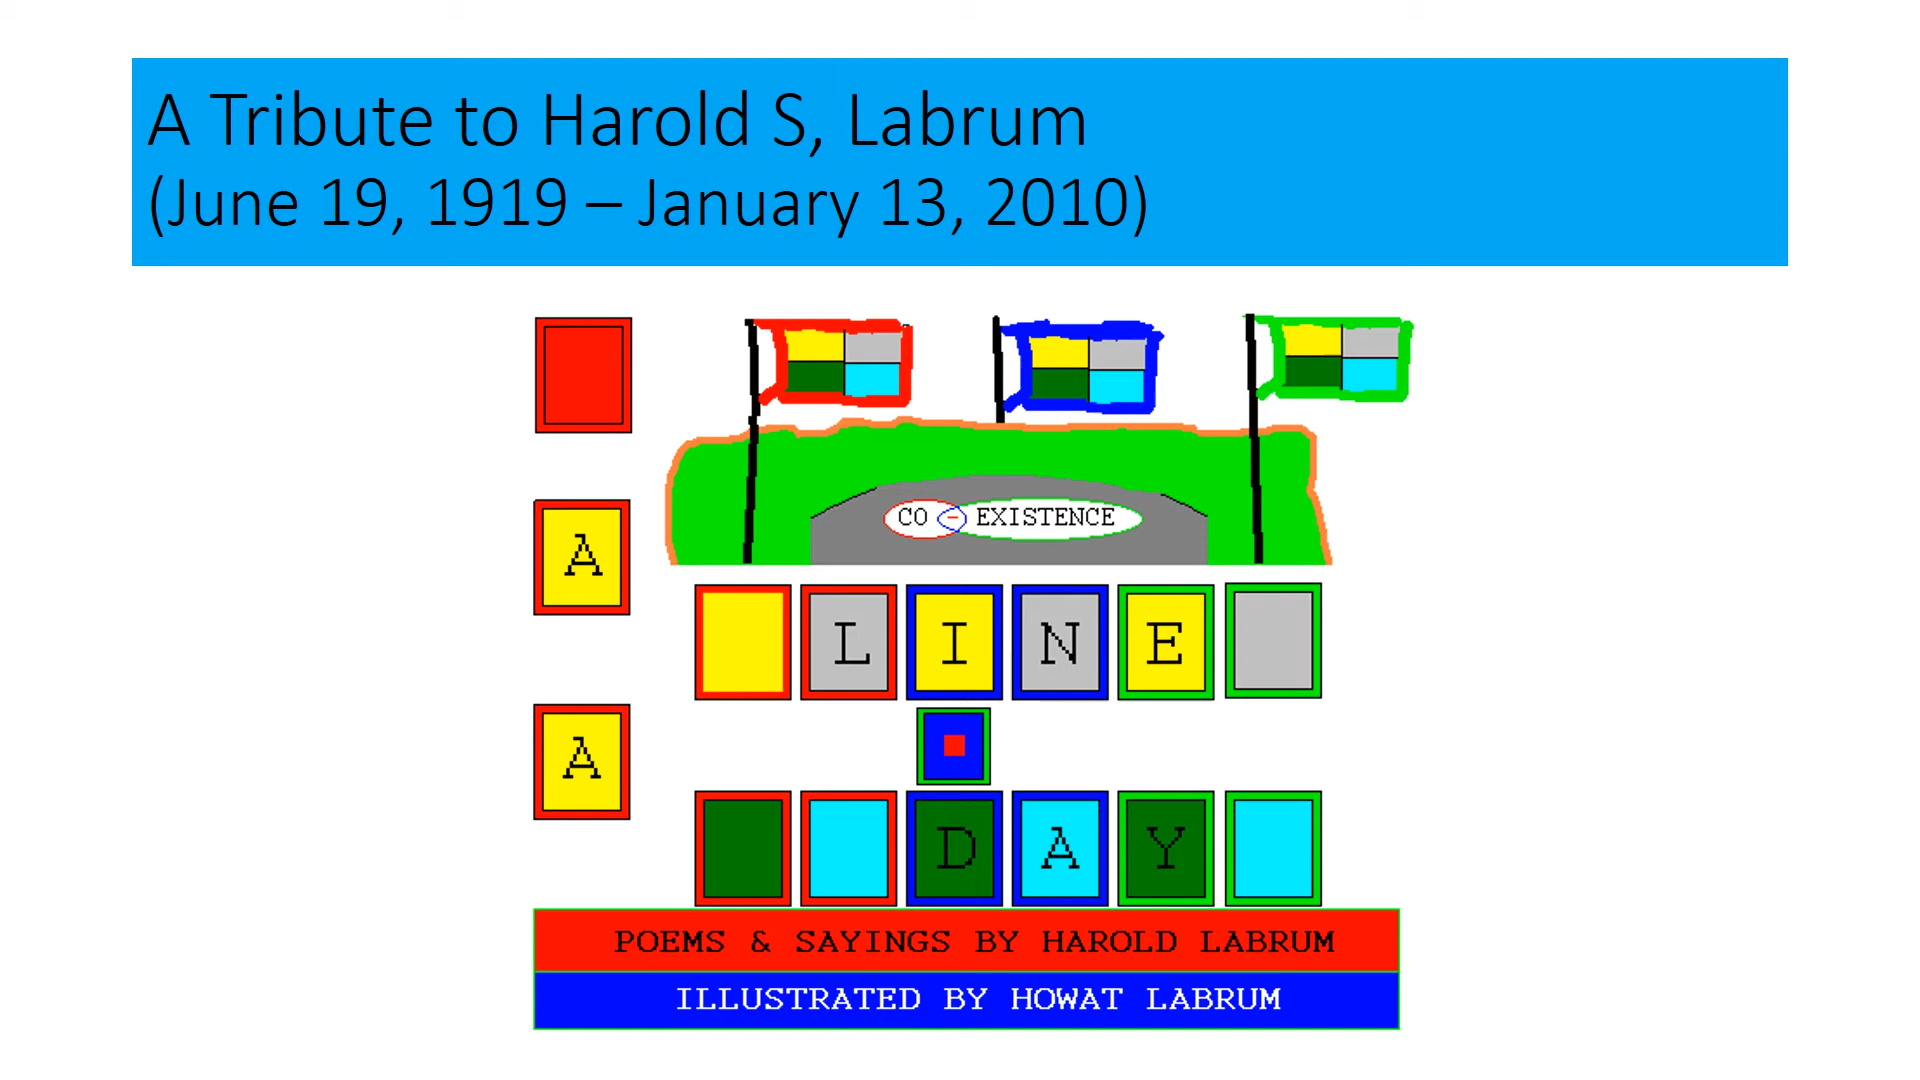 A Tribute to Harold S, Labrum
(June 19, 1919 – January 13, 2010)
CO - EXISTENCE
A LINE
A DAY
POEMS & SAYINGS BY HAROLD LABRUM
ILLUSTRATED BY HOWAT LABRUM